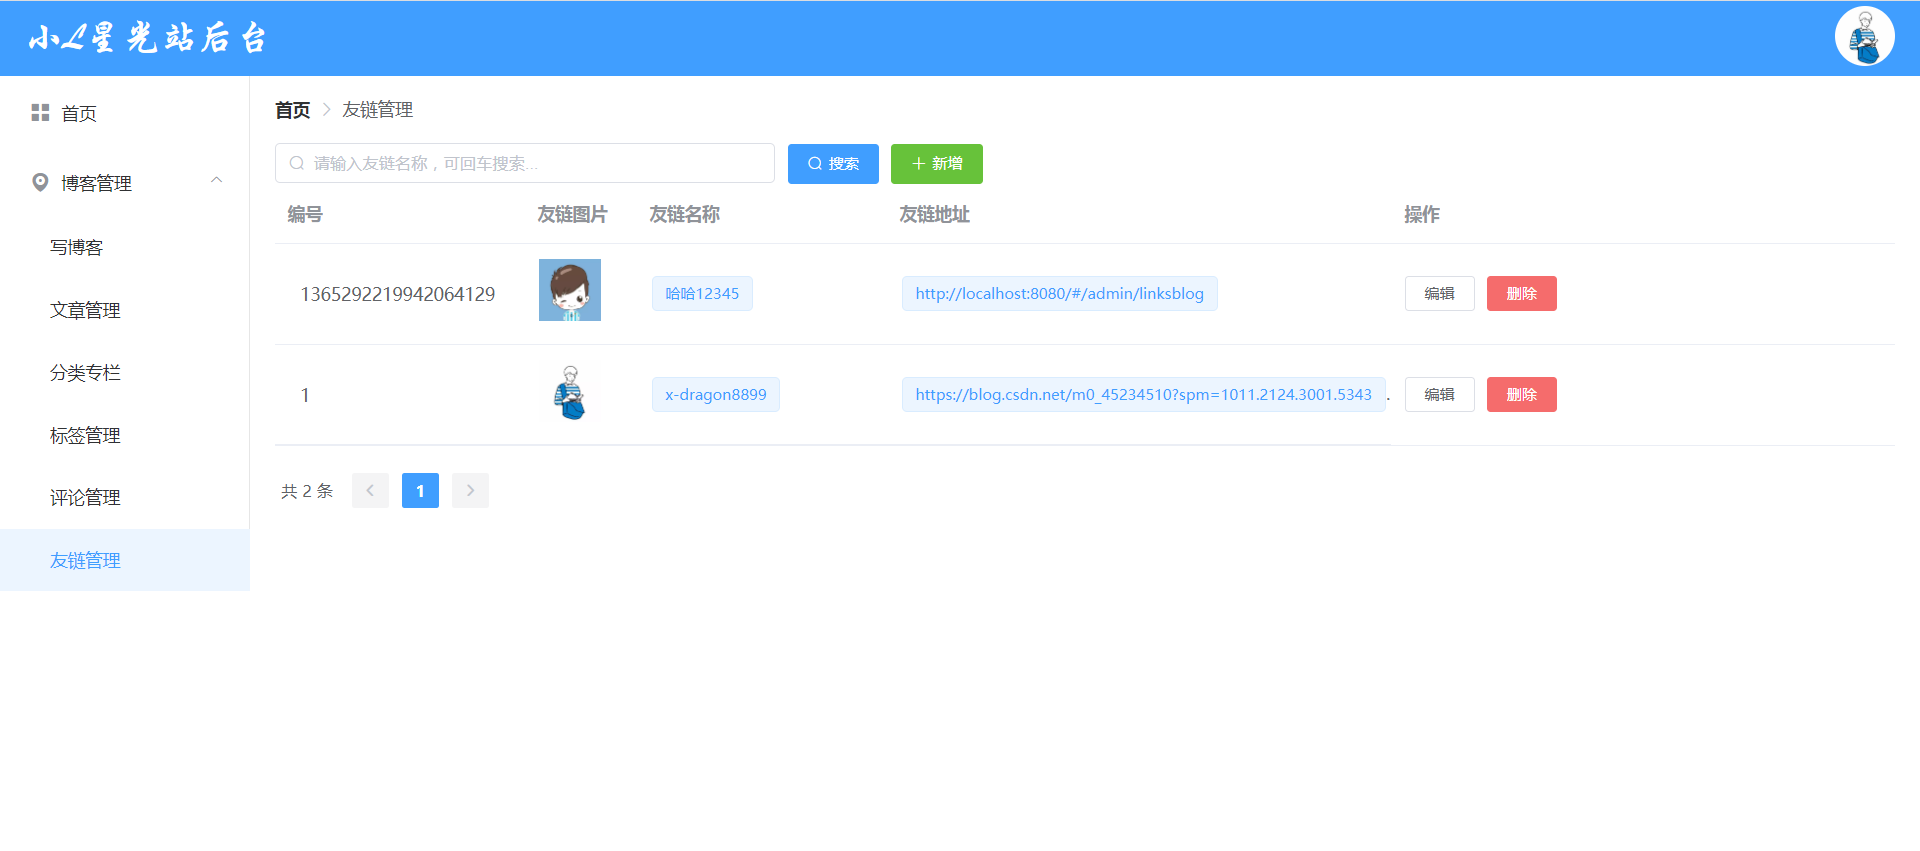 小L星光站后台
首页
博客管理
写博客
文章管理
分类专栏
标签管理
评论管理
友链管理
首页 > 友链管理
请输入友链名称，可回车搜索...
搜索
新增
编号 友链图片 友链名称 友链地址 操作
1365292219942064129 哈哈12345 http://localhost:8080/#/admin/linksblog 编辑 删除
1 x-dragon8899 https://blog.csdn.net/m0_45234510?spm=1011.2124.3001.5343 . 编辑 删除
共 2 条 < 1 >